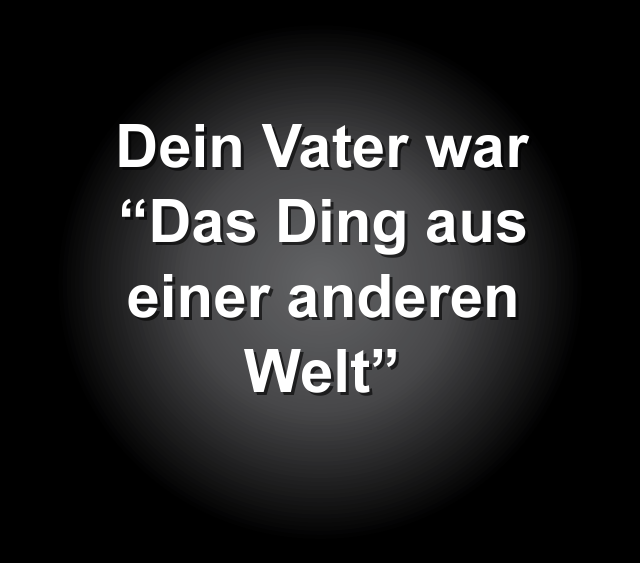 Dein Vater war
“Das Ding aus
einer anderen
Welt”